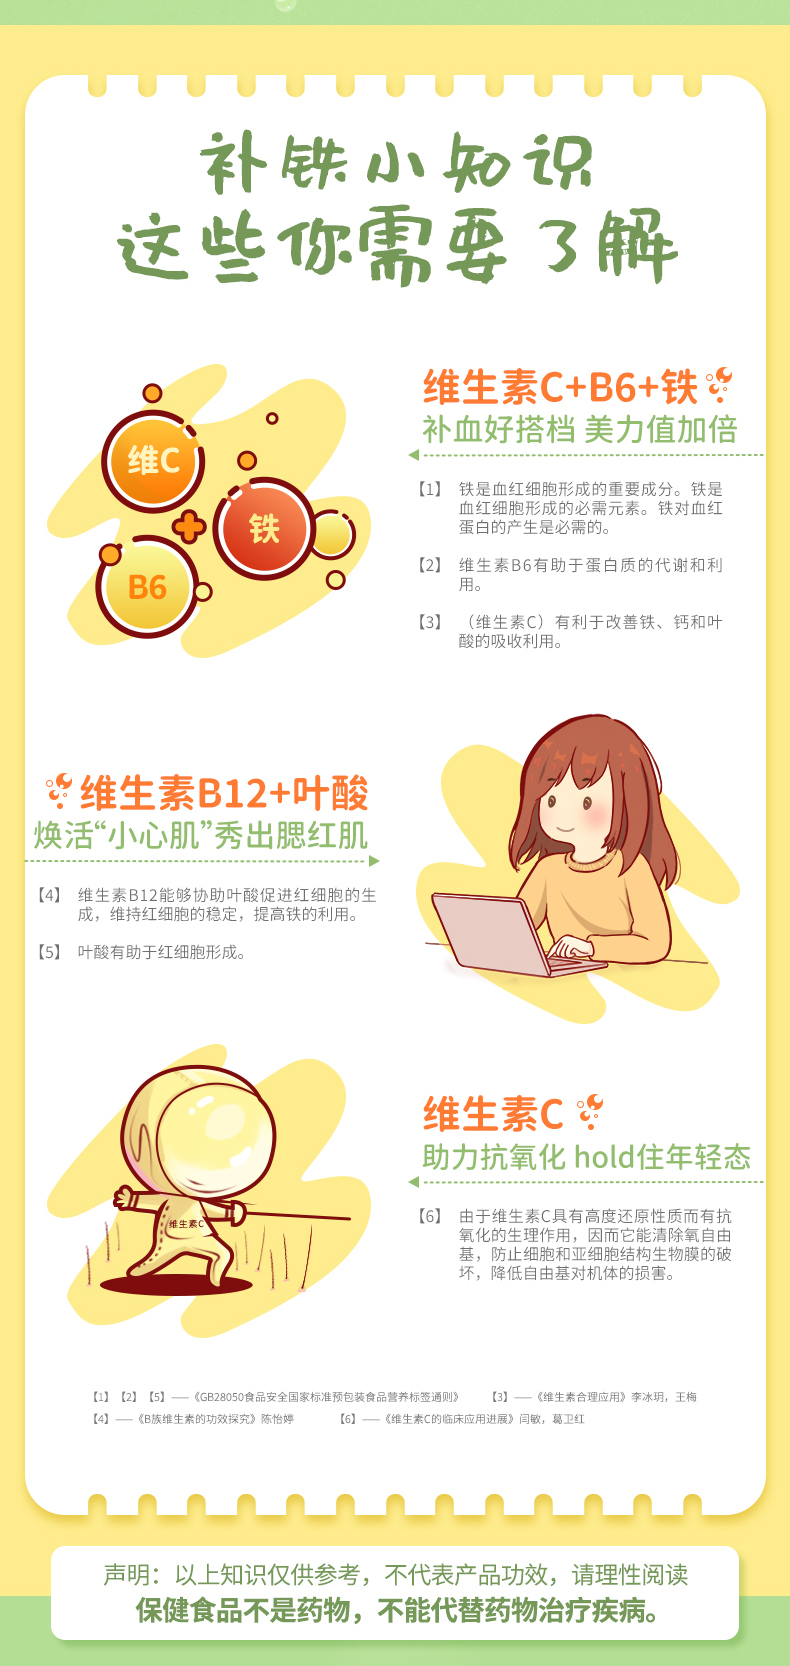 补铁小知识
这些你需要了解
维C
铁
B6
维生素C+B6+铁
补血好搭档 美力值加倍
【1】 铁是血红细胞形成的重要成分。铁是
血红细胞形成的必需元素。铁对血红
蛋白的产生是必需的。
【2】 维生素B6有助于蛋白质的代谢和利
用。
【3】 （维生素C）有利于改善铁、钙和叶
酸的吸收利用。
维生素B12+叶酸
焕活“小心肌”秀出腮红肌
【4】 维生素B12能够协助叶酸促进红细胞的生
成，维持红细胞的稳定，提高铁的利用。
【5】 叶酸有助于红细胞形成。
维生素C
维生素C
助力抗氧化 hold住年轻态
【6】 由于维生素C具有高度还原性质而有抗
氧化的生理作用，因而它能清除氧自由
基，防止细胞和亚细胞结构生物膜的破
坏，降低自由基对机体的损害。
【1】【2】【5】——《GB28050食品安全国家标准预包装食品营养标签通则》 【3】——《维生素合理应用》李冰玥，王梅
【4】——《B族维生素的功效探究》陈怡婷 【6】——《维生素C的临床应用进展》闫敏，葛卫红
声明：以上知识仅供参考，不代表产品功效，请理性阅读
保健食品不是药物，不能代替药物治疗疾病。